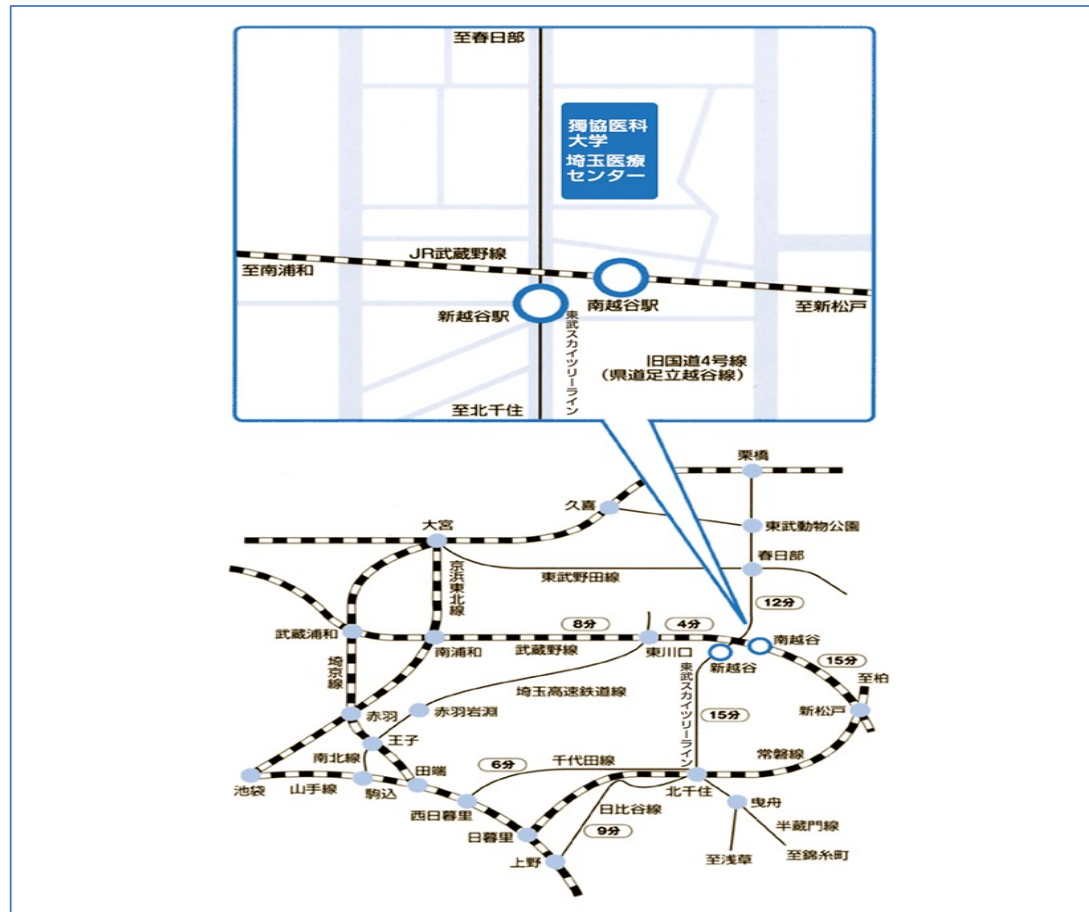 至春日部
獨協医科
大学
埼玉医療
センター
JR武蔵野線
至南浦和
南越谷駅
至新松戸
新越谷駅
東武スカイツリーライン
旧国道4号線
(県道足立越谷線)
至北千住
栗橋
久喜
東武動物公園
大宮
春日部
京浜東北線
東武野田線
12分
8分
4分
武蔵浦和
南浦和
武蔵野線
東川口
新越谷
南越谷
15分
至柏
埼京線
埼玉高速鉄道線
東武スカイツリーライン
赤羽
赤羽岩淵
15分
新松戸
王子
南北線
田端
6分
千代田線
常磐線
池袋
山手線
駒込
西日暮里
北千住
日比谷線
曳舟
半蔵門線
日暮里
9分
上野
至浅草
至錦糸町